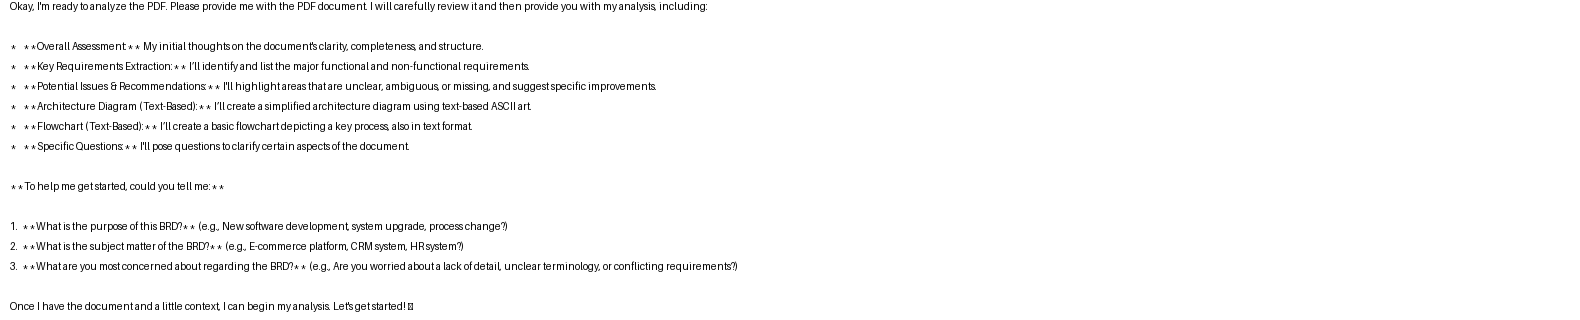 Okay, I'm ready to analyze the PDF. Please provide me with the PDF document. I will carefully review it and then provide you with my analysis, including:
* **Overall Assessment:** My initial thoughts on the document's clarity, completeness, and structure.
* **Key Requirements Extraction:** I'll identify and list the major functional and non-functional requirements.
* **Potential Issues & Recommendations:** I'll highlight areas that are unclear, ambiguous, or missing, and suggest specific improvements.
* **Architecture Diagram (Text-Based):** I'll create a simplified architecture diagram using text-based ASCII art.
* **Flowchart (Text-Based):** I'll create a basic flowchart depicting a key process, also in text format.
* **Specific Questions:** I'll pose questions to clarify certain aspects of the document.
**To help me get started, could you tell me:**
1. **What is the purpose of this BRD?** (e.g., New software development, system upgrade, process change?)
2. **What is the subject matter of the BRD?** (e.g., E-commerce platform, CRM system, HR system?)
3. **What are you most concerned about regarding the BRD?** (e.g., Are you worried about a lack of detail, unclear terminology, or conflicting requirements?)
Once I have the document and a little context, I can begin my analysis. Let's get started!